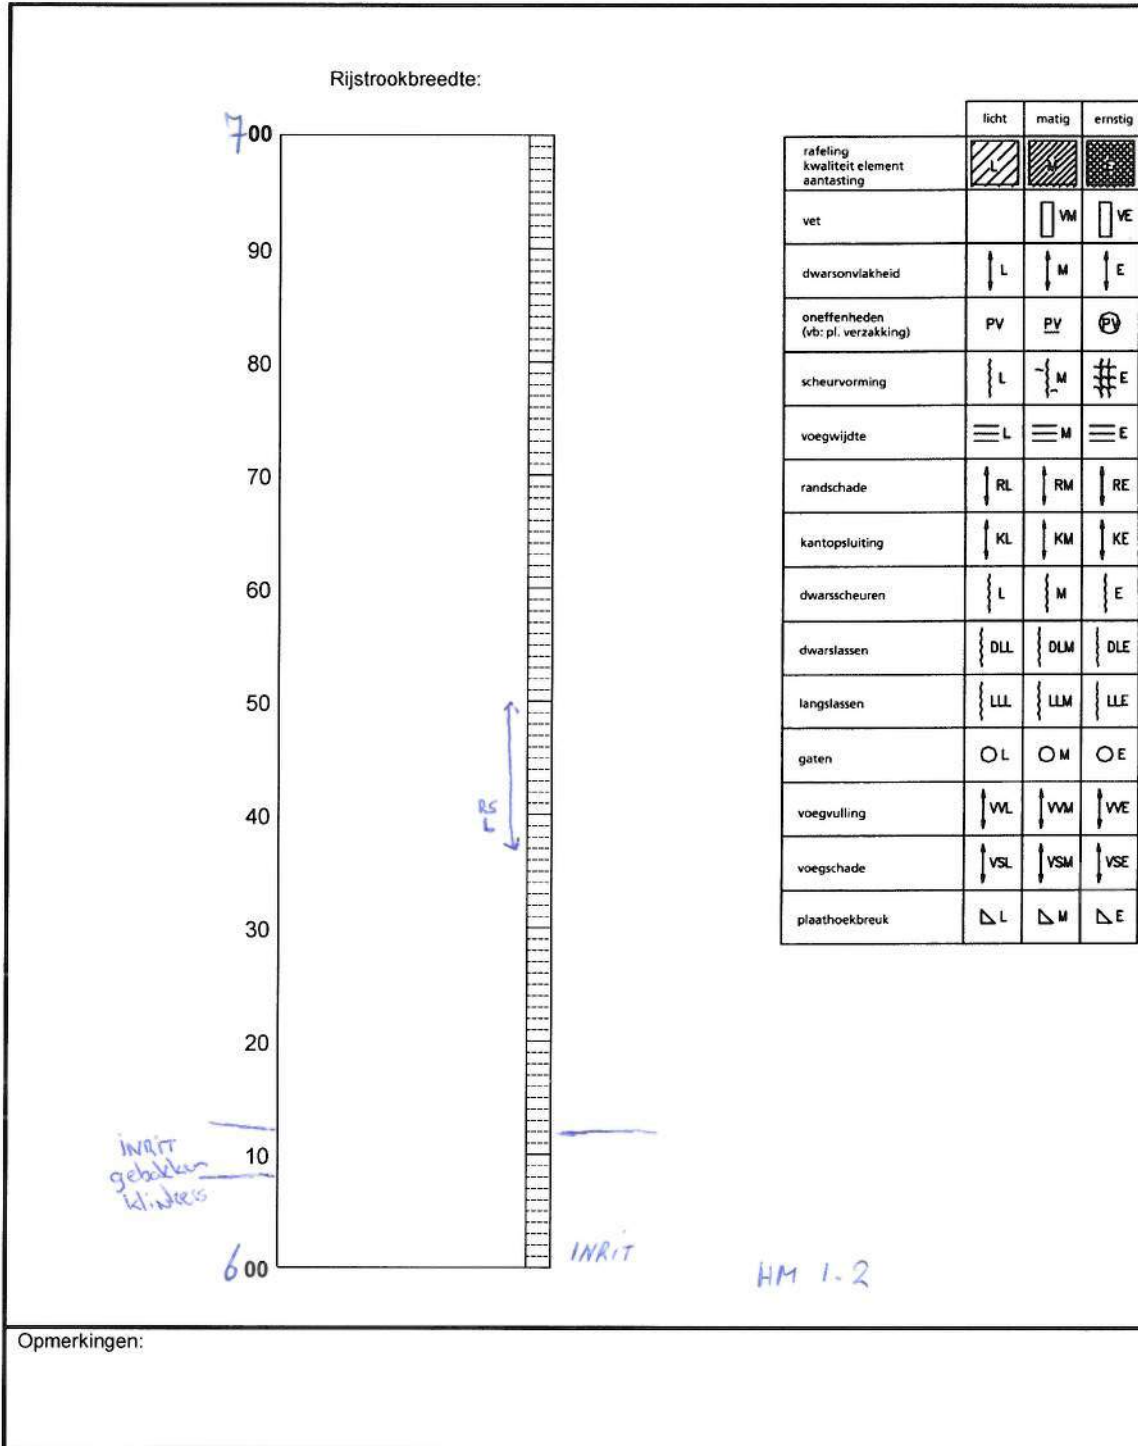 Rijstrookbreedte:
700
90
80
70
60
50
RS
L
40
30
20
INRIT
gebakken
klinkers
10
600
INRIT
HM 1-2
licht matig ernstig
rafeling
kwaliteit element
aantasting
L M E
vet
VM VE
dwarsonvlakheid L M E
oneffenheden
(vb: pl. verzakking)
PV PV PV
scheurvorming L M E
voegwijdte L M E
randschade RL RM RE
kantopsluiting KL KM KE
dwarsscheuren L M E
dwarslassen DLL DLM DLE
langslassen LLL LLM LLE
gaten L M E
voegvulling VVL VVM VVE
voegschade VSL VSM VSE
plaathoekbreuk L M E
Opmerkingen: